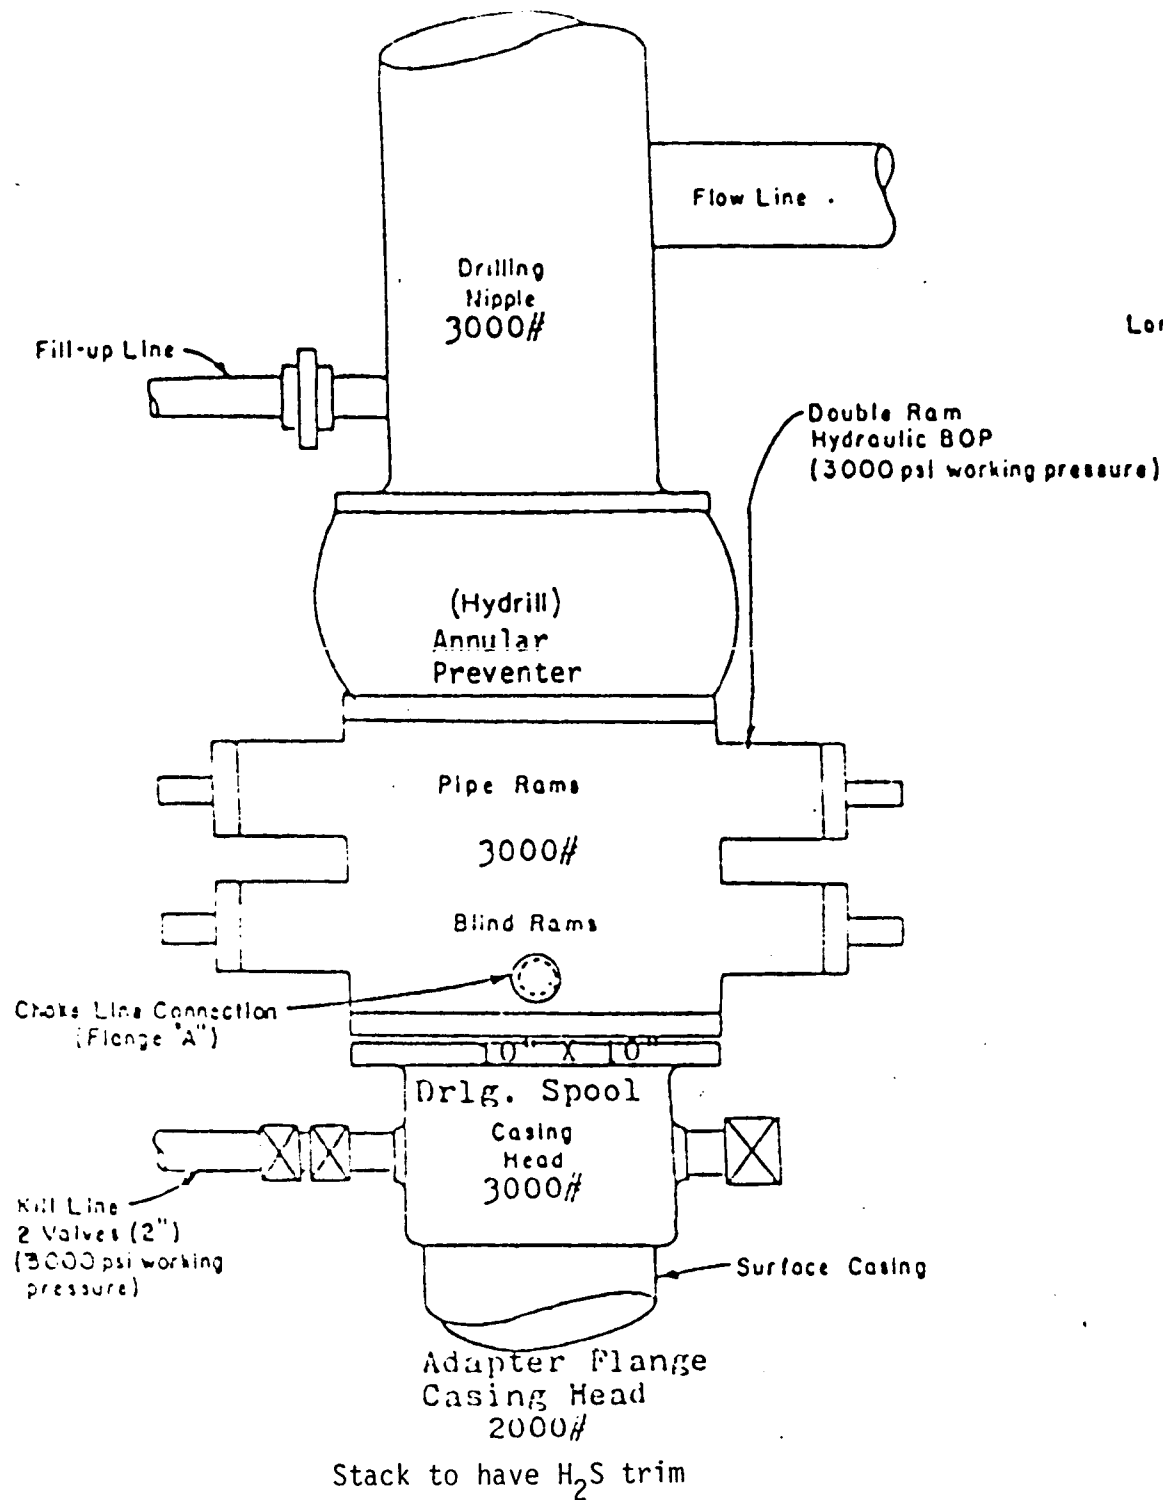 Flow Line
Drilling
Nipple
3000#
Fill-up Line
Double Ram
Hydraulic BOP
(3000 psi working pressure)
(Hydrill)
Annular
Preventer
Pipe Rams
3000#
Blind Rams
Choke Line Connection
(Flange "A")
Drlg. Spool
Casing
Head
3000#
Kill Line
2 Valves (2")
(3000 psi working
pressure)
Surface Casing
Adapter Flange
Casing Head
2000#
Stack to have H₂S trim